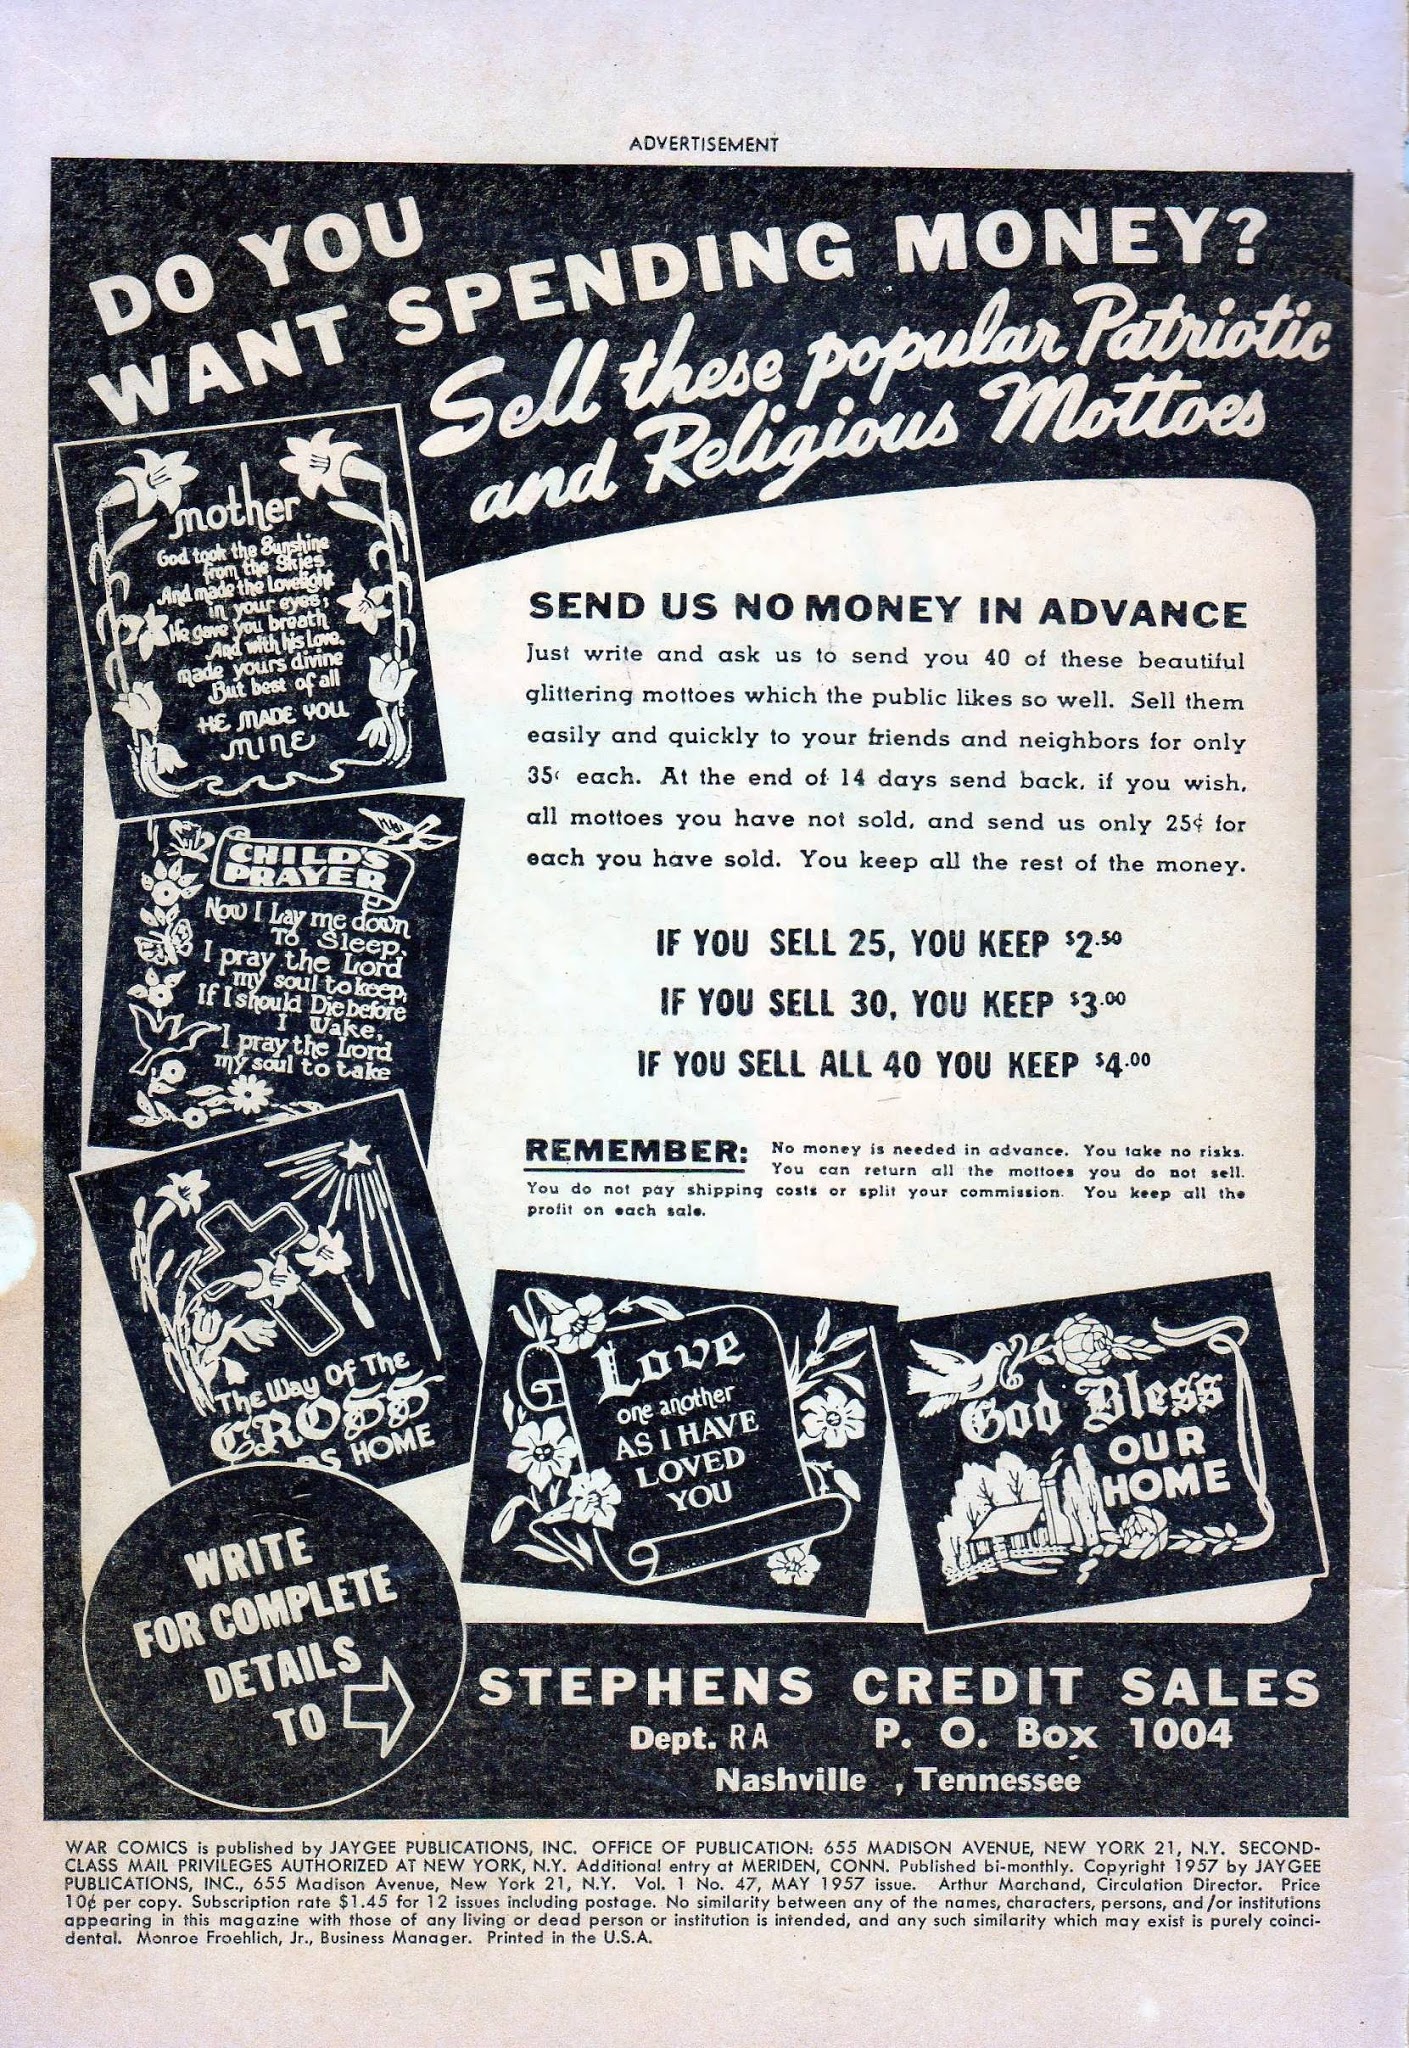 ADVERTISEMENT
DO YOU
WANT SPENDING MONEY?
Sell these popular Patriotic
and Religious Mottoes
mother
God took the Sunshine
from the Skies
And made the Lovelight
in your eyes,
He gave you breath
And with his Love.
made yours divine
But best of all
HE MADE YOU
MINE
CHILD'S
PRAYER
Now I Lay me down
To Sleep,
I pray the Lord
my soul to keep,
If I should Die before
I Wake,
I pray the Lord
my soul to take
The Way Of The
CROSS
HOME
SEND US NO MONEY IN ADVANCE
Just write and ask us to send you 40 of these beautiful
glittering mottoes which the public likes so well. Sell them
easily and quickly to your friends and neighbors for only
35¢ each. At the end of 14 days send back, if you wish,
all mottoes you have not sold, and send us only 25¢ for
each you have sold. You keep all the rest of the money.
IF YOU SELL 25, YOU KEEP $2.50
IF YOU SELL 30, YOU KEEP $3.00
IF YOU SELL ALL 40 YOU KEEP $4.00
REMEMBER: No money is needed in advance. You take no risks.
You can return all the mottoes you do not sell.
You do not pay shipping costs or split your commission. You keep all the
profit on each sale.
Love
one another
AS I HAVE
LOVED
YOU
God Bless
OUR
HOME
WRITE
FOR COMPLETE
DETAILS
TO
STEPHENS CREDIT SALES
Dept. RA P. O. Box 1004
Nashville , Tennessee
WAR COMICS is published by JAYGEE PUBLICATIONS, INC. OFFICE OF PUBLICATION: 655 MADISON AVENUE, NEW YORK 21, N.Y. SECOND-
CLASS MAIL PRIVILEGES AUTHORIZED AT NEW YORK, N.Y. Additional entry at MERIDEN, CONN. Published bi-monthly. Copyright 1957 by JAYGEE
PUBLICATIONS, INC., 655 Madison Avenue, New York 21, N.Y. Vol. 1 No. 47, MAY 1957 issue. Arthur Marchand, Circulation Director. Price
10¢ per copy. Subscription rate $1.45 for 12 issues including postage. No similarity between any of the names, characters, persons, and/or institutions
appearing in this magazine with those of any living or dead person or institution is intended, and any such similarity which may exist is purely coinci-
dental. Monroe Froehlich, Jr., Business Manager. Printed in the U.S.A.